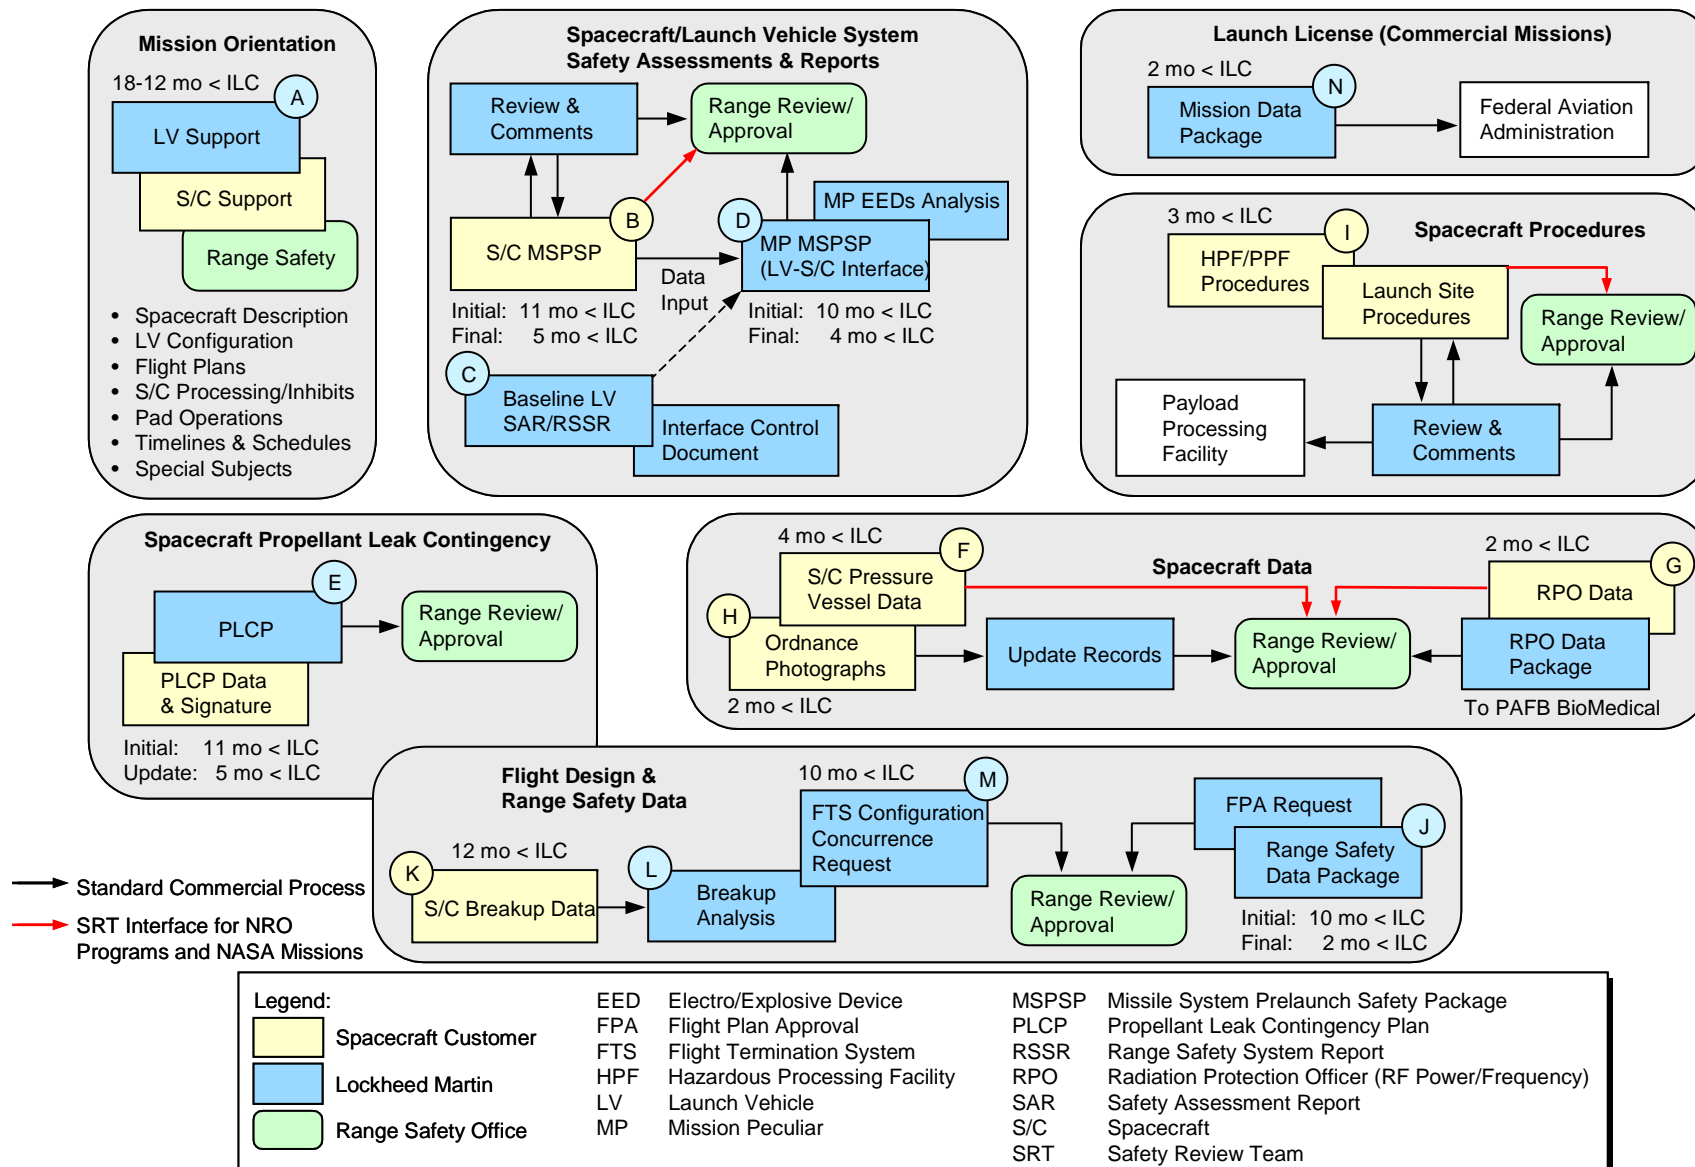 Mission Orientation
18-12 mo < ILC
A
LV Support
S/C Support
Range Safety
• Spacecraft Description
• LV Configuration
• Flight Plans
• S/C Processing/Inhibits
• Pad Operations
• Timelines & Schedules
• Special Subjects
Spacecraft/Launch Vehicle System
Safety Assessments & Reports
Review &
Comments
Range Review/
Approval
MP EEDs Analysis
B
D
S/C MSPSP
MP MSPSP
(LV-S/C Interface)
Data
Input
Initial: 11 mo < ILC
Final: 5 mo < ILC
Initial: 10 mo < ILC
Final: 4 mo < ILC
C
Baseline LV
SAR/RSSR
Interface Control
Document
Launch License (Commercial Missions)
2 mo < ILC
N
Mission Data
Package
Federal Aviation
Administration
3 mo < ILC
I
Spacecraft Procedures
HPF/PPF
Procedures
Launch Site
Procedures
Range Review/
Approval
Payload
Processing
Facility
Review &
Comments
Spacecraft Propellant Leak Contingency
E
PLCP
Range Review/
Approval
PLCP Data
& Signature
Initial: 11 mo < ILC
Update: 5 mo < ILC
4 mo < ILC
F
Spacecraft Data
2 mo < ILC
G
S/C Pressure
Vessel Data
RPO Data
H
Ordnance
Photographs
Update Records
Range Review/
Approval
RPO Data
Package
2 mo < ILC
To PAFB BioMedical
Flight Design &
Range Safety Data
10 mo < ILC
M
FTS Configuration
Concurrence
Request
FPA Request
J
Range Safety
Data Package
12 mo < ILC
K
S/C Breakup Data
L
Breakup
Analysis
Range Review/
Approval
Initial: 10 mo < ILC
Final: 2 mo < ILC
Standard Commercial Process
SRT Interface for NRO
Programs and NASA Missions
Legend:
Spacecraft Customer
Lockheed Martin
Range Safety Office
EED Electro/Explosive Device
FPA Flight Plan Approval
FTS Flight Termination System
HPF Hazardous Processing Facility
LV Launch Vehicle
MP Mission Peculiar
MSPSP Missile System Prelaunch Safety Package
PLCP Propellant Leak Contingency Plan
RSSR Range Safety System Report
RPO Radiation Protection Officer (RF Power/Frequency)
SAR Safety Assessment Report
S/C Spacecraft
SRT Safety Review Team